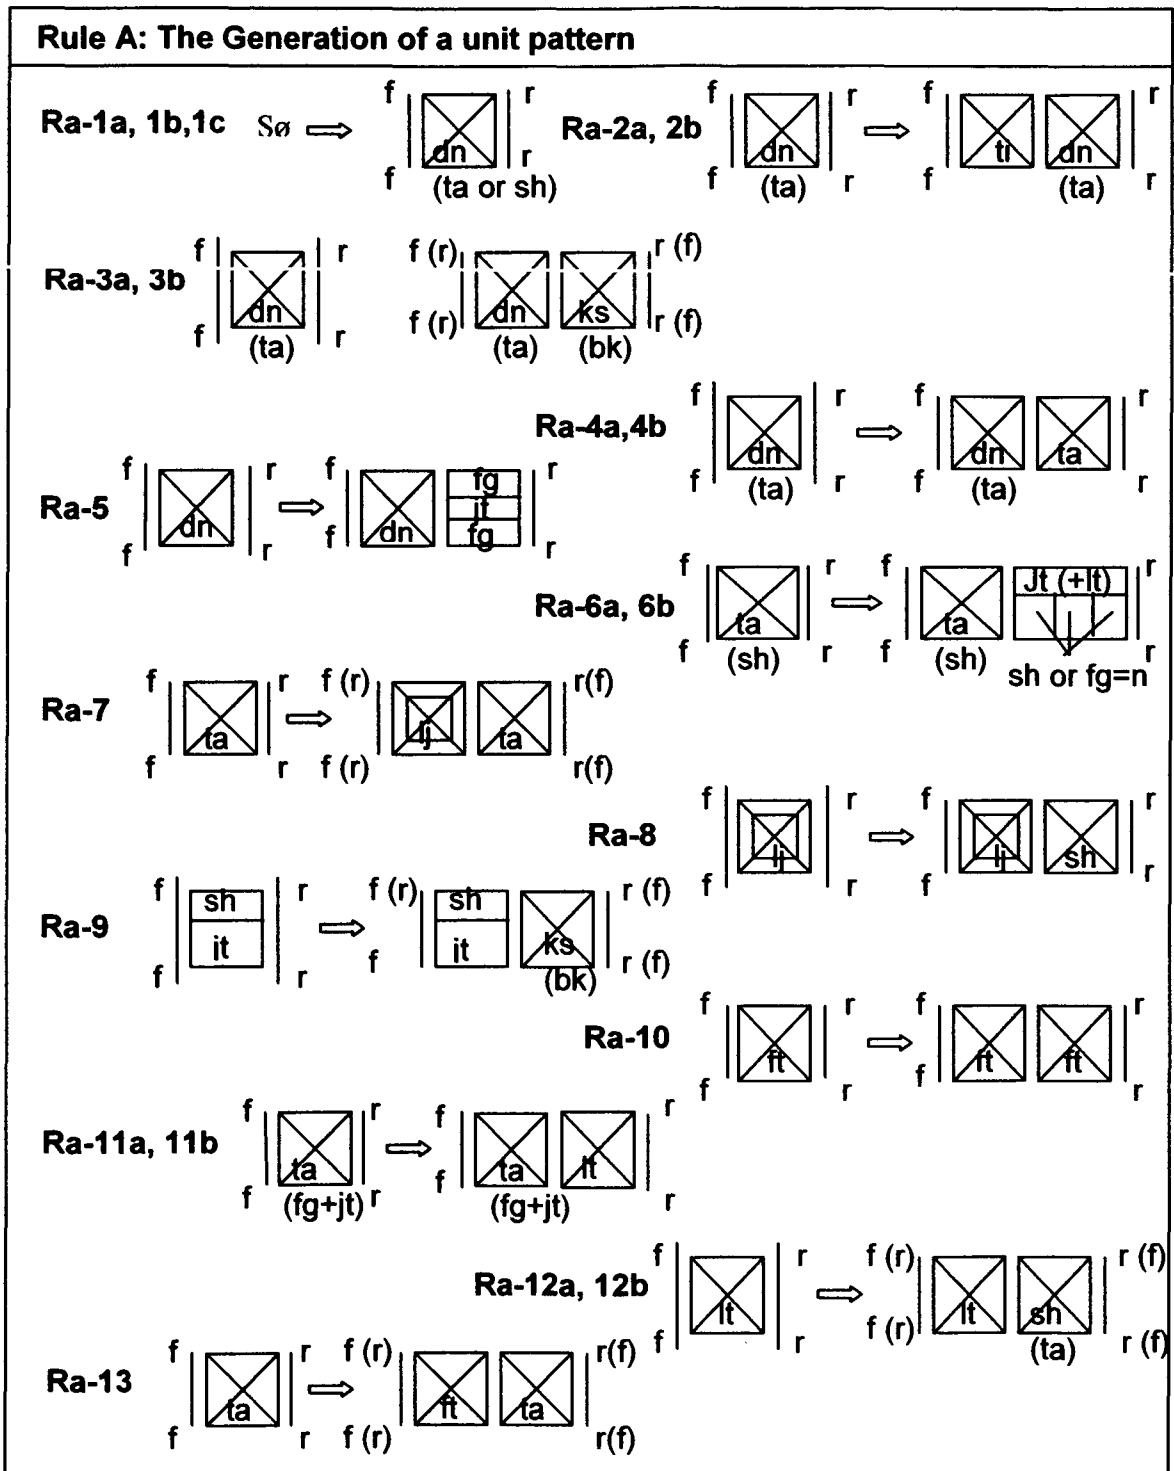 Rule A: The Generation of a unit pattern
f r f r f r
Ra-1a, 1b,1c Sø dn Ra-2a, 2b dn ti dn
f r f r f r
(ta or sh) (ta) (ta)
f r f (r) r (f)
Ra-3a, 3b dn dn ks
f r f (r) r (f)
(ta) (ta) (bk)
f r f r
Ra-4a,4b dn dn ta
f r f r
(ta) (ta)
f r f fg r
Ra-5 dn dn jt
f r f fg r
f r f Jt (+lt) r
Ra-6a, 6b ta ta
f (sh) r f (sh) r
sh or fg=n
f r f (r) r(f)
Ra-7 ta lj ta
f r f (r) r(f)
f r f r
Ra-8 lj lj sh
f r f r
f sh r f (r) sh r (f)
Ra-9 jt jt ks
f r f r (f)
(bk)
f r f r
Ra-10 ft ft ft
f r f r
f r f r
Ra-11a, 11b ta ta lt
f (fg+jt) r f (fg+jt) r
f r f (r) r (f)
Ra-12a, 12b lt lt sh
f r f (r) (ta) r (f)
f r f (r) r(f)
Ra-13 ta ft ta
f r f (r) r(f)